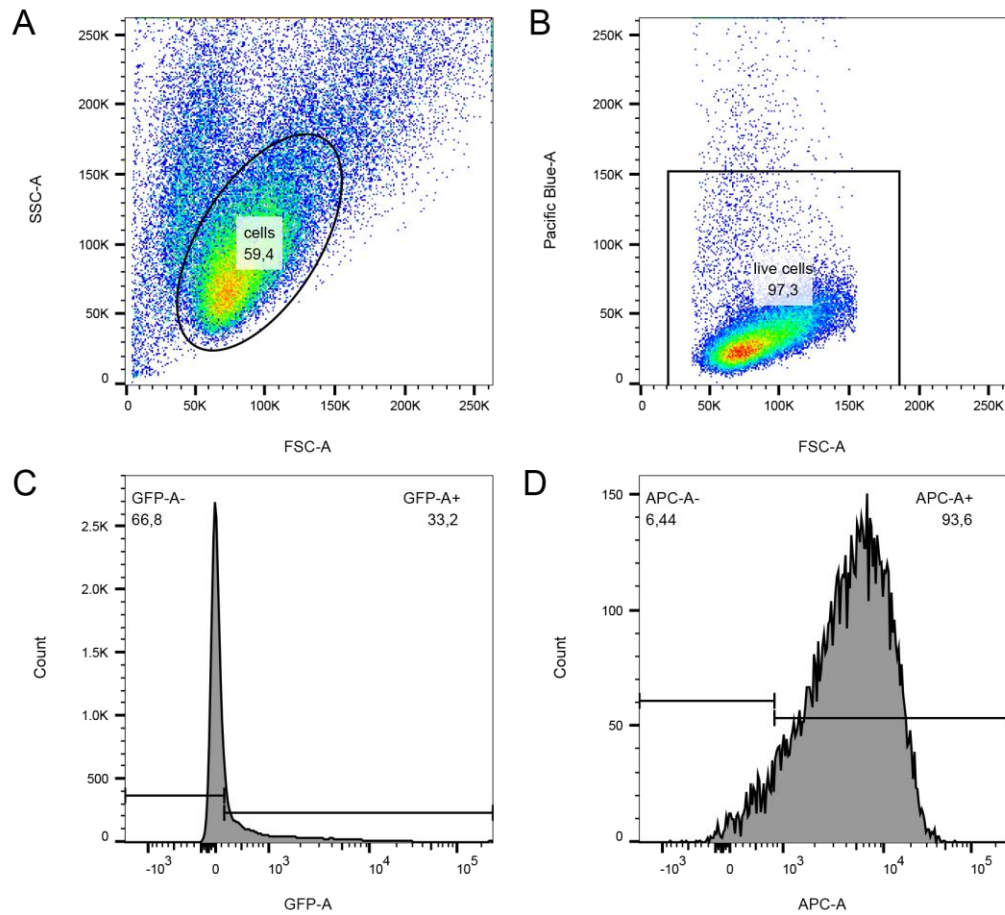 A
250K
200K
150K
100K
50K
0
SSC-A
cells
59,4
0
50K
100K
150K
200K
250K
FSC-A
B
250K
200K
150K
100K
50K
0
Pacific Blue-A
live cells
97,3
0
50K
100K
150K
200K
250K
FSC-A
C
GFP-A-
66,8
GFP-A+
33,2
2.5K
2.0K
1.5K
1.0K
500
0
Count
-10³
0
10³
10⁴
10⁵
GFP-A
D
APC-A-
6,44
APC-A+
93,6
150
100
50
0
Count
-10³
0
10³
10⁴
10⁵
APC-A